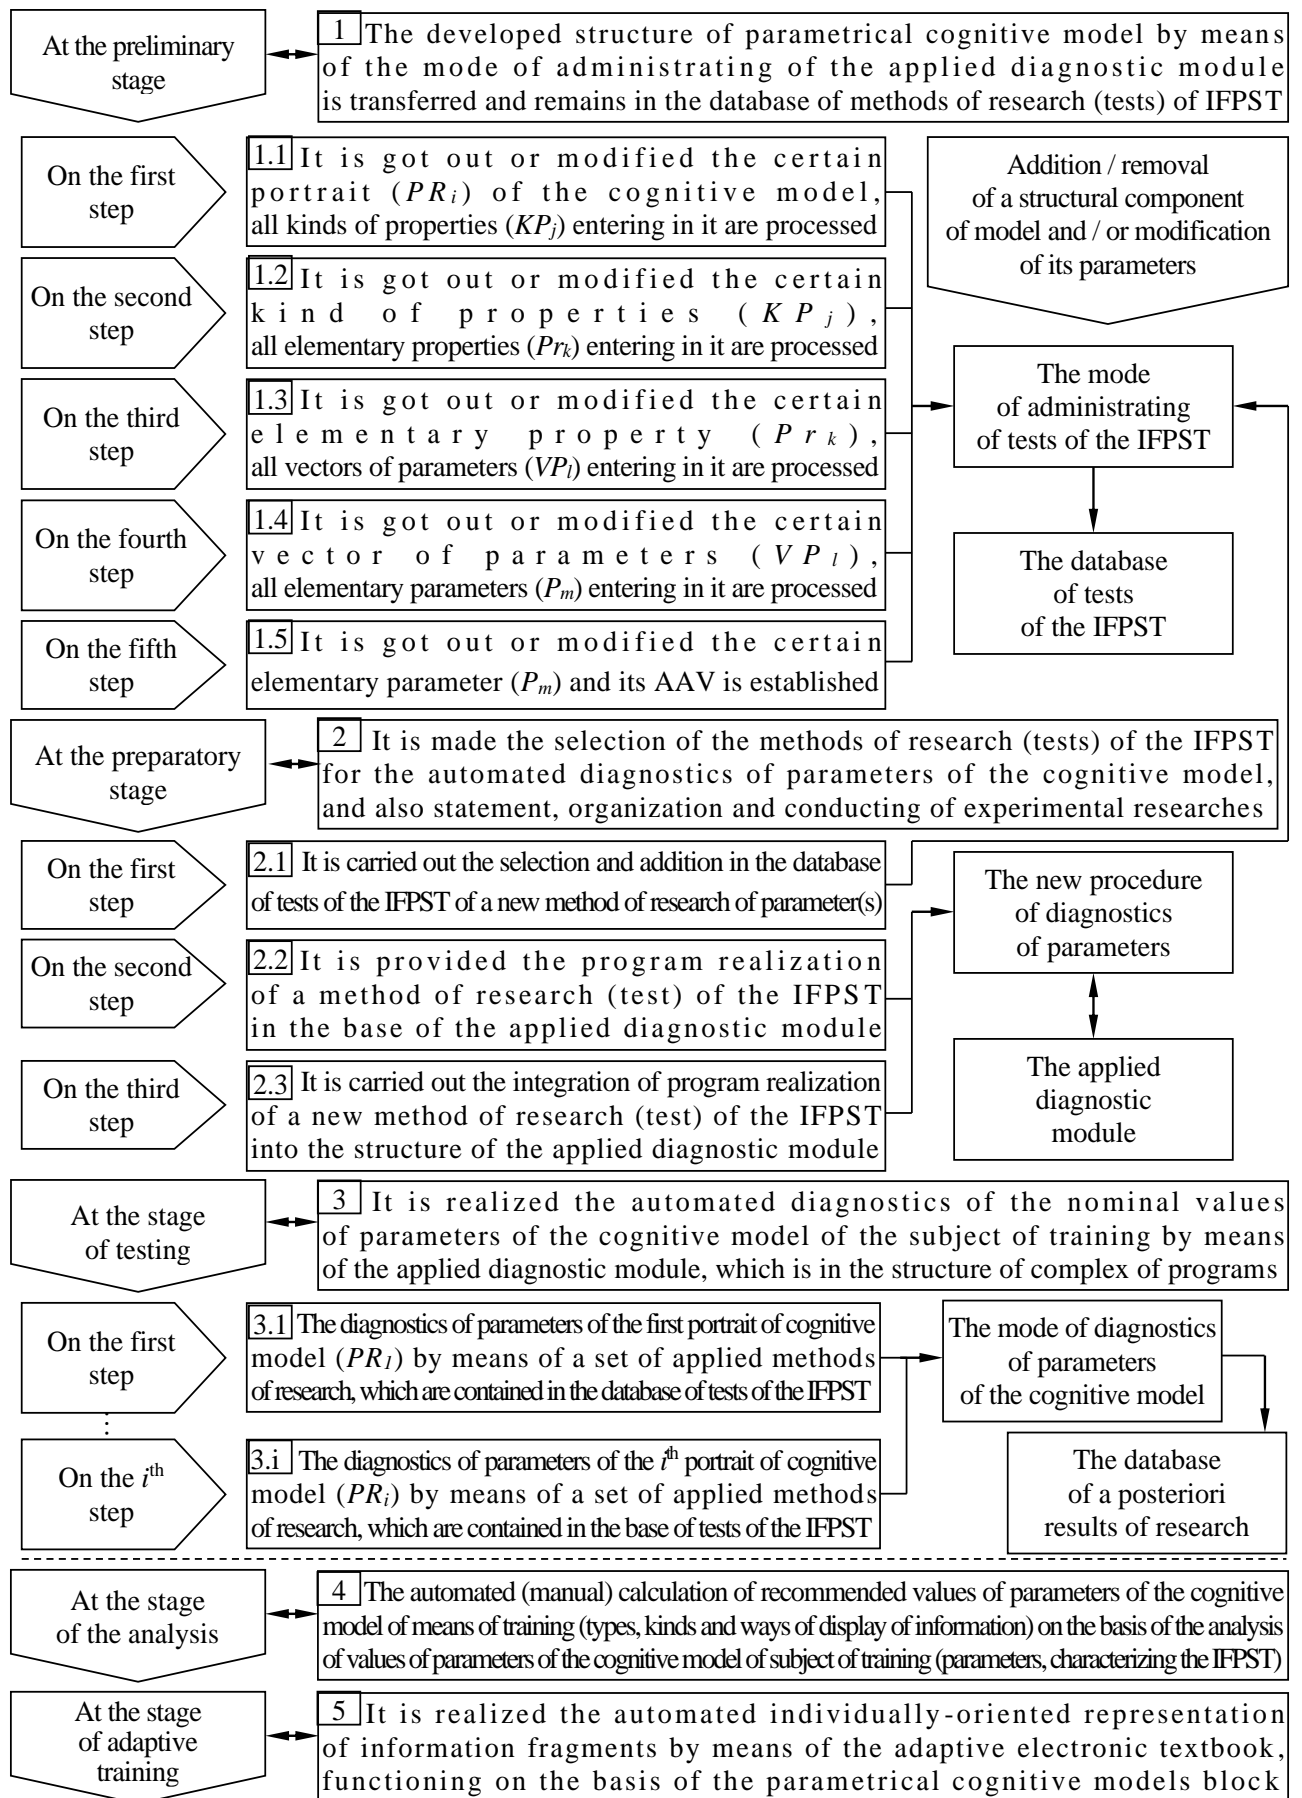 At the preliminary
stage
1 The developed structure of parametrical cognitive model by means
of the mode of administrating of the applied diagnostic module
is transferred and remains in the database of methods of research (tests) of IFPST
On the first
step
1.1 It is got out or modified the certain
portrait (PRi) of the cognitive model,
all kinds of properties (KPj) entering in it are processed
Addition / removal
of a structural component
of model and / or modification
of its parameters
On the second
step
1.2 It is got out or modified the certain
kind of properties (KPj),
all elementary properties (Prk) entering in it are processed
On the third
step
1.3 It is got out or modified the certain
elementary property (Prk),
all vectors of parameters (VPl) entering in it are processed
The mode
of administrating
of tests of the IFPST
On the fourth
step
1.4 It is got out or modified the certain
vector of parameters (VPl),
all elementary parameters (Pm) entering in it are processed
The database
of tests
of the IFPST
On the fifth
step
1.5 It is got out or modified the certain
elementary parameter (Pm) and its AAV is established
At the preparatory
stage
2 It is made the selection of the methods of research (tests) of the IFPST
for the automated diagnostics of parameters of the cognitive model,
and also statement, organization and conducting of experimental researches
On the first
step
2.1 It is carried out the selection and addition in the database
of tests of the IFPST of a new method of research of parameter(s)
The new procedure
of diagnostics
of parameters
On the second
step
2.2 It is provided the program realization
of a method of research (test) of the IFPST
in the base of the applied diagnostic module
On the third
step
2.3 It is carried out the integration of program realization
of a new method of research (test) of the IFPST
into the structure of the applied diagnostic module
The applied
diagnostic
module
At the stage
of testing
3 It is realized the automated diagnostics of the nominal values
of parameters of the cognitive model of the subject of training by means
of the applied diagnostic module, which is in the structure of complex of programs
On the first
step
3.1 The diagnostics of parameters of the first portrait of cognitive
model (PR1) by means of a set of applied methods
of research, which are contained in the database of tests of the IFPST
The mode of diagnostics
of parameters
of the cognitive model
On the ith
step
3.i The diagnostics of parameters of the ith portrait of cognitive
model (PRi) by means of a set of applied methods
of research, which are contained in the base of tests of the IFPST
The database
of a posteriori
results of research
At the stage
of the analysis
4 The automated (manual) calculation of recommended values of parameters of the cognitive
model of means of training (types, kinds and ways of display of information) on the basis of the analysis
of values of parameters of the cognitive model of subject of training (parameters, characterizing the IFPST)
At the stage
of adaptive
training
5 It is realized the automated individually-oriented representation
of information fragments by means of the adaptive electronic textbook,
functioning on the basis of the parametrical cognitive models block